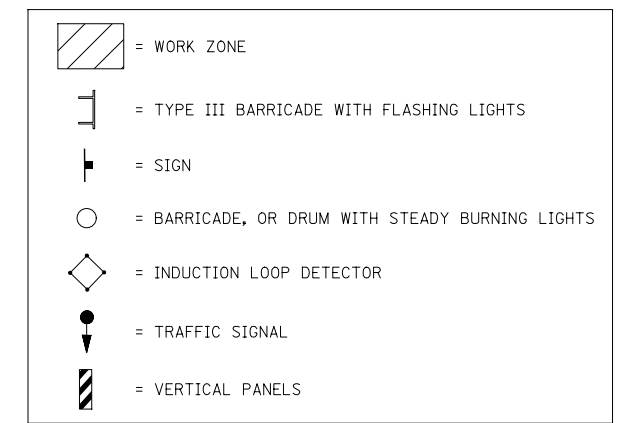 = WORK ZONE
= TYPE III BARRICADE WITH FLASHING LIGHTS
= SIGN
= BARRICADE, OR DRUM WITH STEADY BURNING LIGHTS
= INDUCTION LOOP DETECTOR
= TRAFFIC SIGNAL
= VERTICAL PANELS